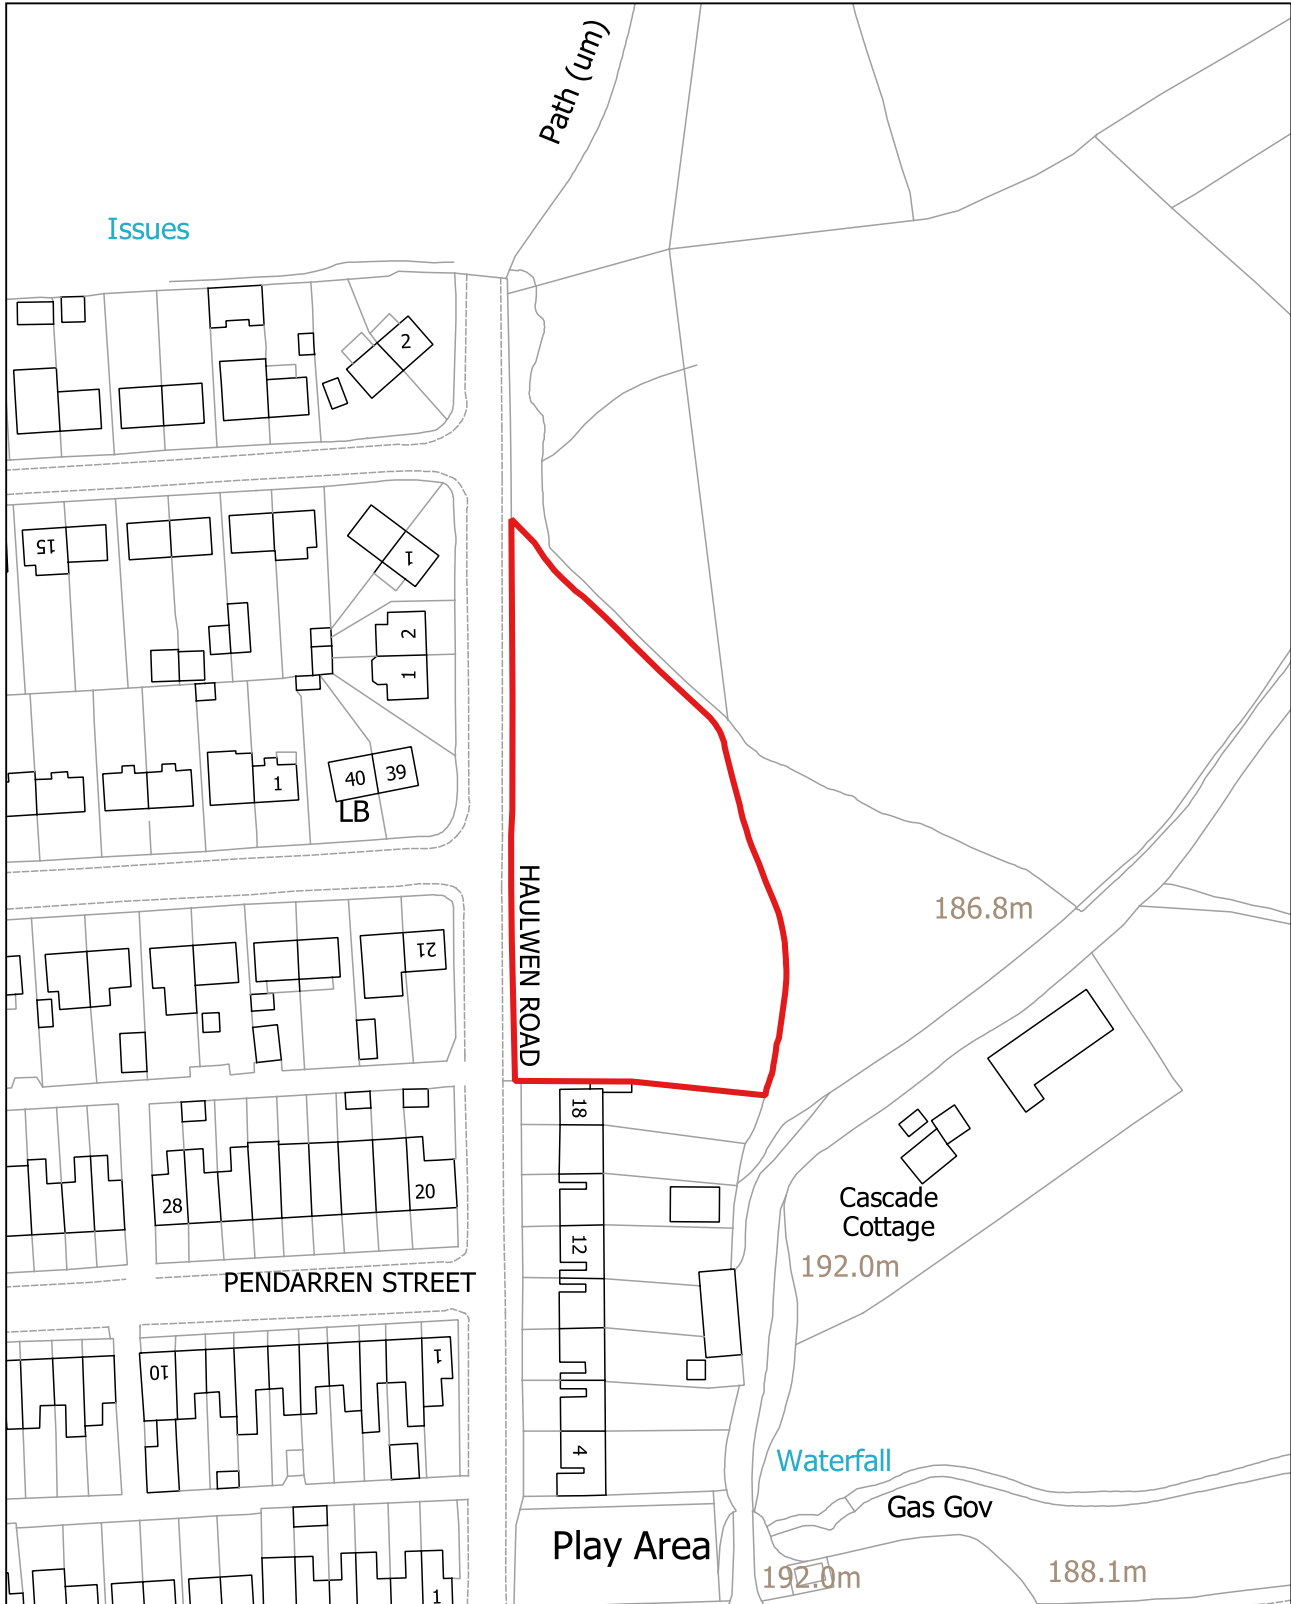 Path (um)
Issues
2
15
1
2
1
1
40
39
LB
HAULWEN ROAD
186.8m
21
18
28
20
12
Cascade
Cottage
192.0m
PENDARREN STREET
10
1
4
Waterfall
Gas Gov
Play Area
192.0m
188.1m
1